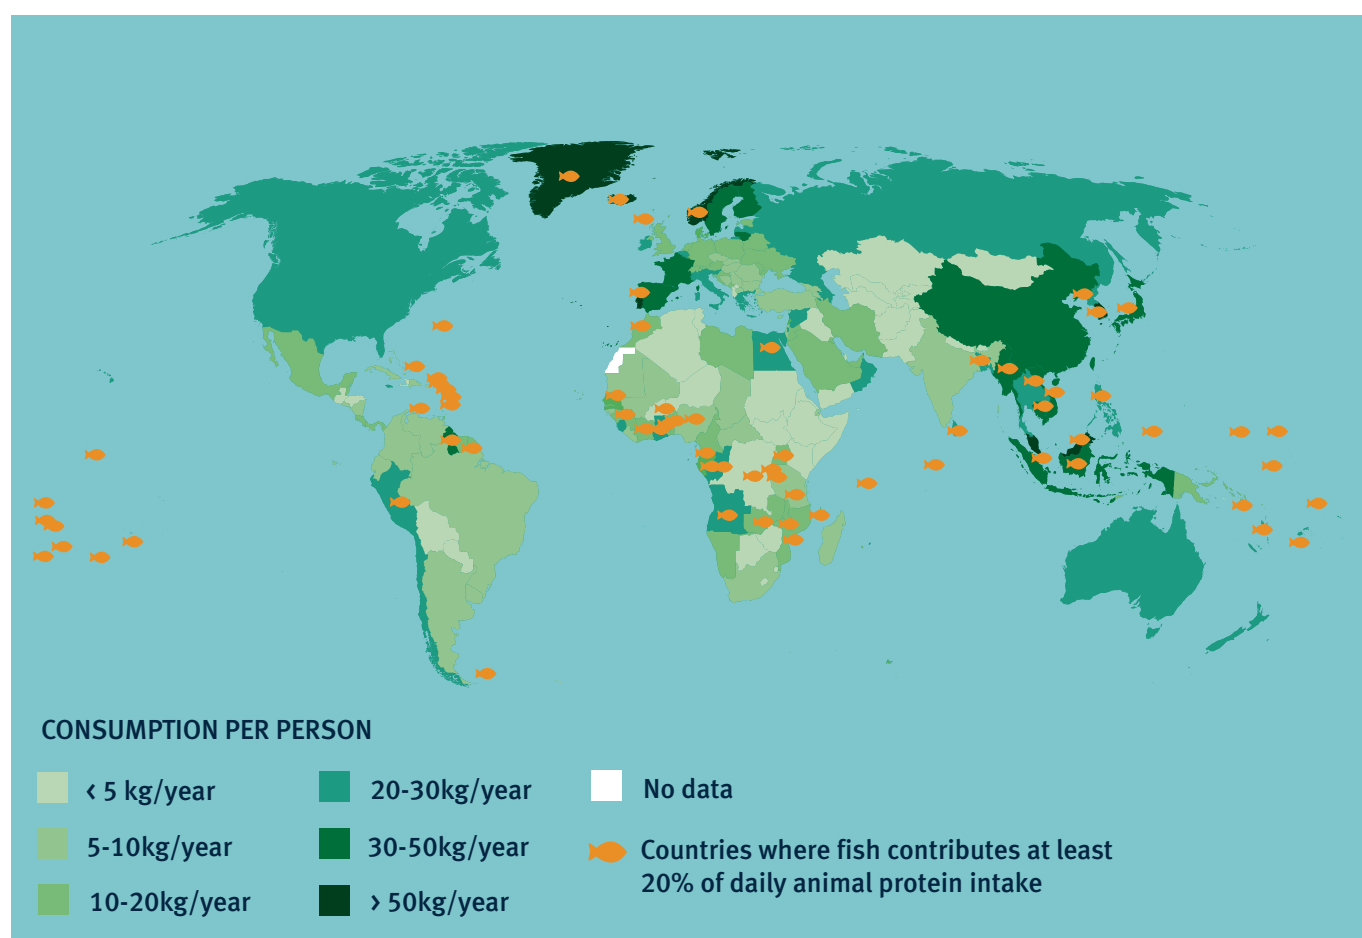 CONSUMPTION PER PERSON
< 5 kg/year
5-10kg/year
10-20kg/year
20-30kg/year
30-50kg/year
> 50kg/year
No data
Countries where fish contributes at least
20% of daily animal protein intake